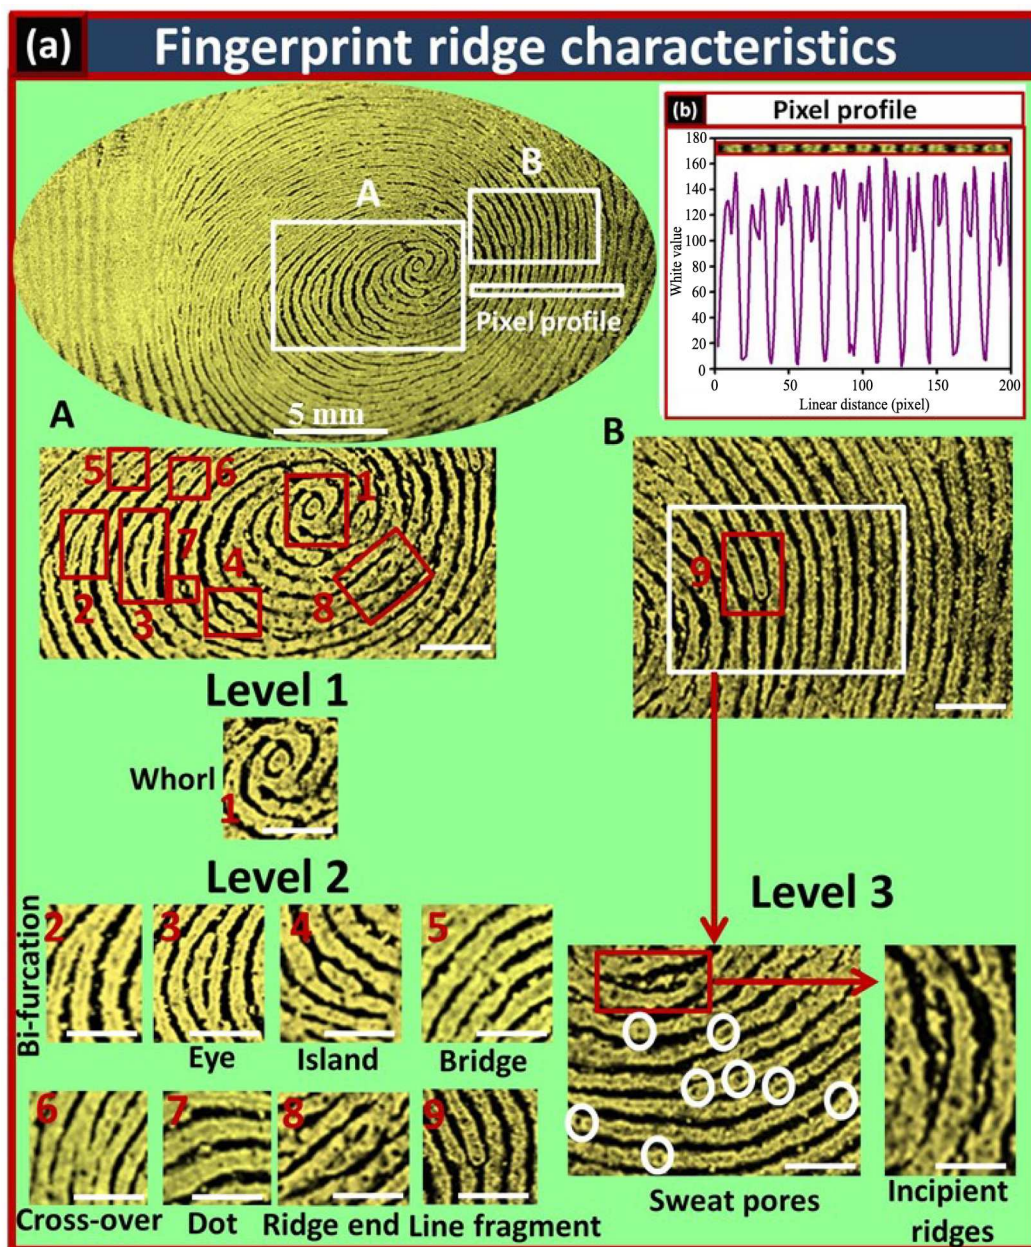 (a) Fingerprint ridge characteristics
(b) Pixel profile
180
160
140
120
100
80
60
40
20
0
White value
0 50 100 150 200
Linear distance (pixel)
A
B
Pixel profile
5 mm
A
5 6 1
7 4
2 3 8
B
9
Level 1
Whorl
1
Level 2
Bi-furcation
2 3 4 5
Eye Island Bridge
6 7 8 9
Cross-over Dot Ridge end Line fragment
Level 3
Sweat pores
Incipient
ridges